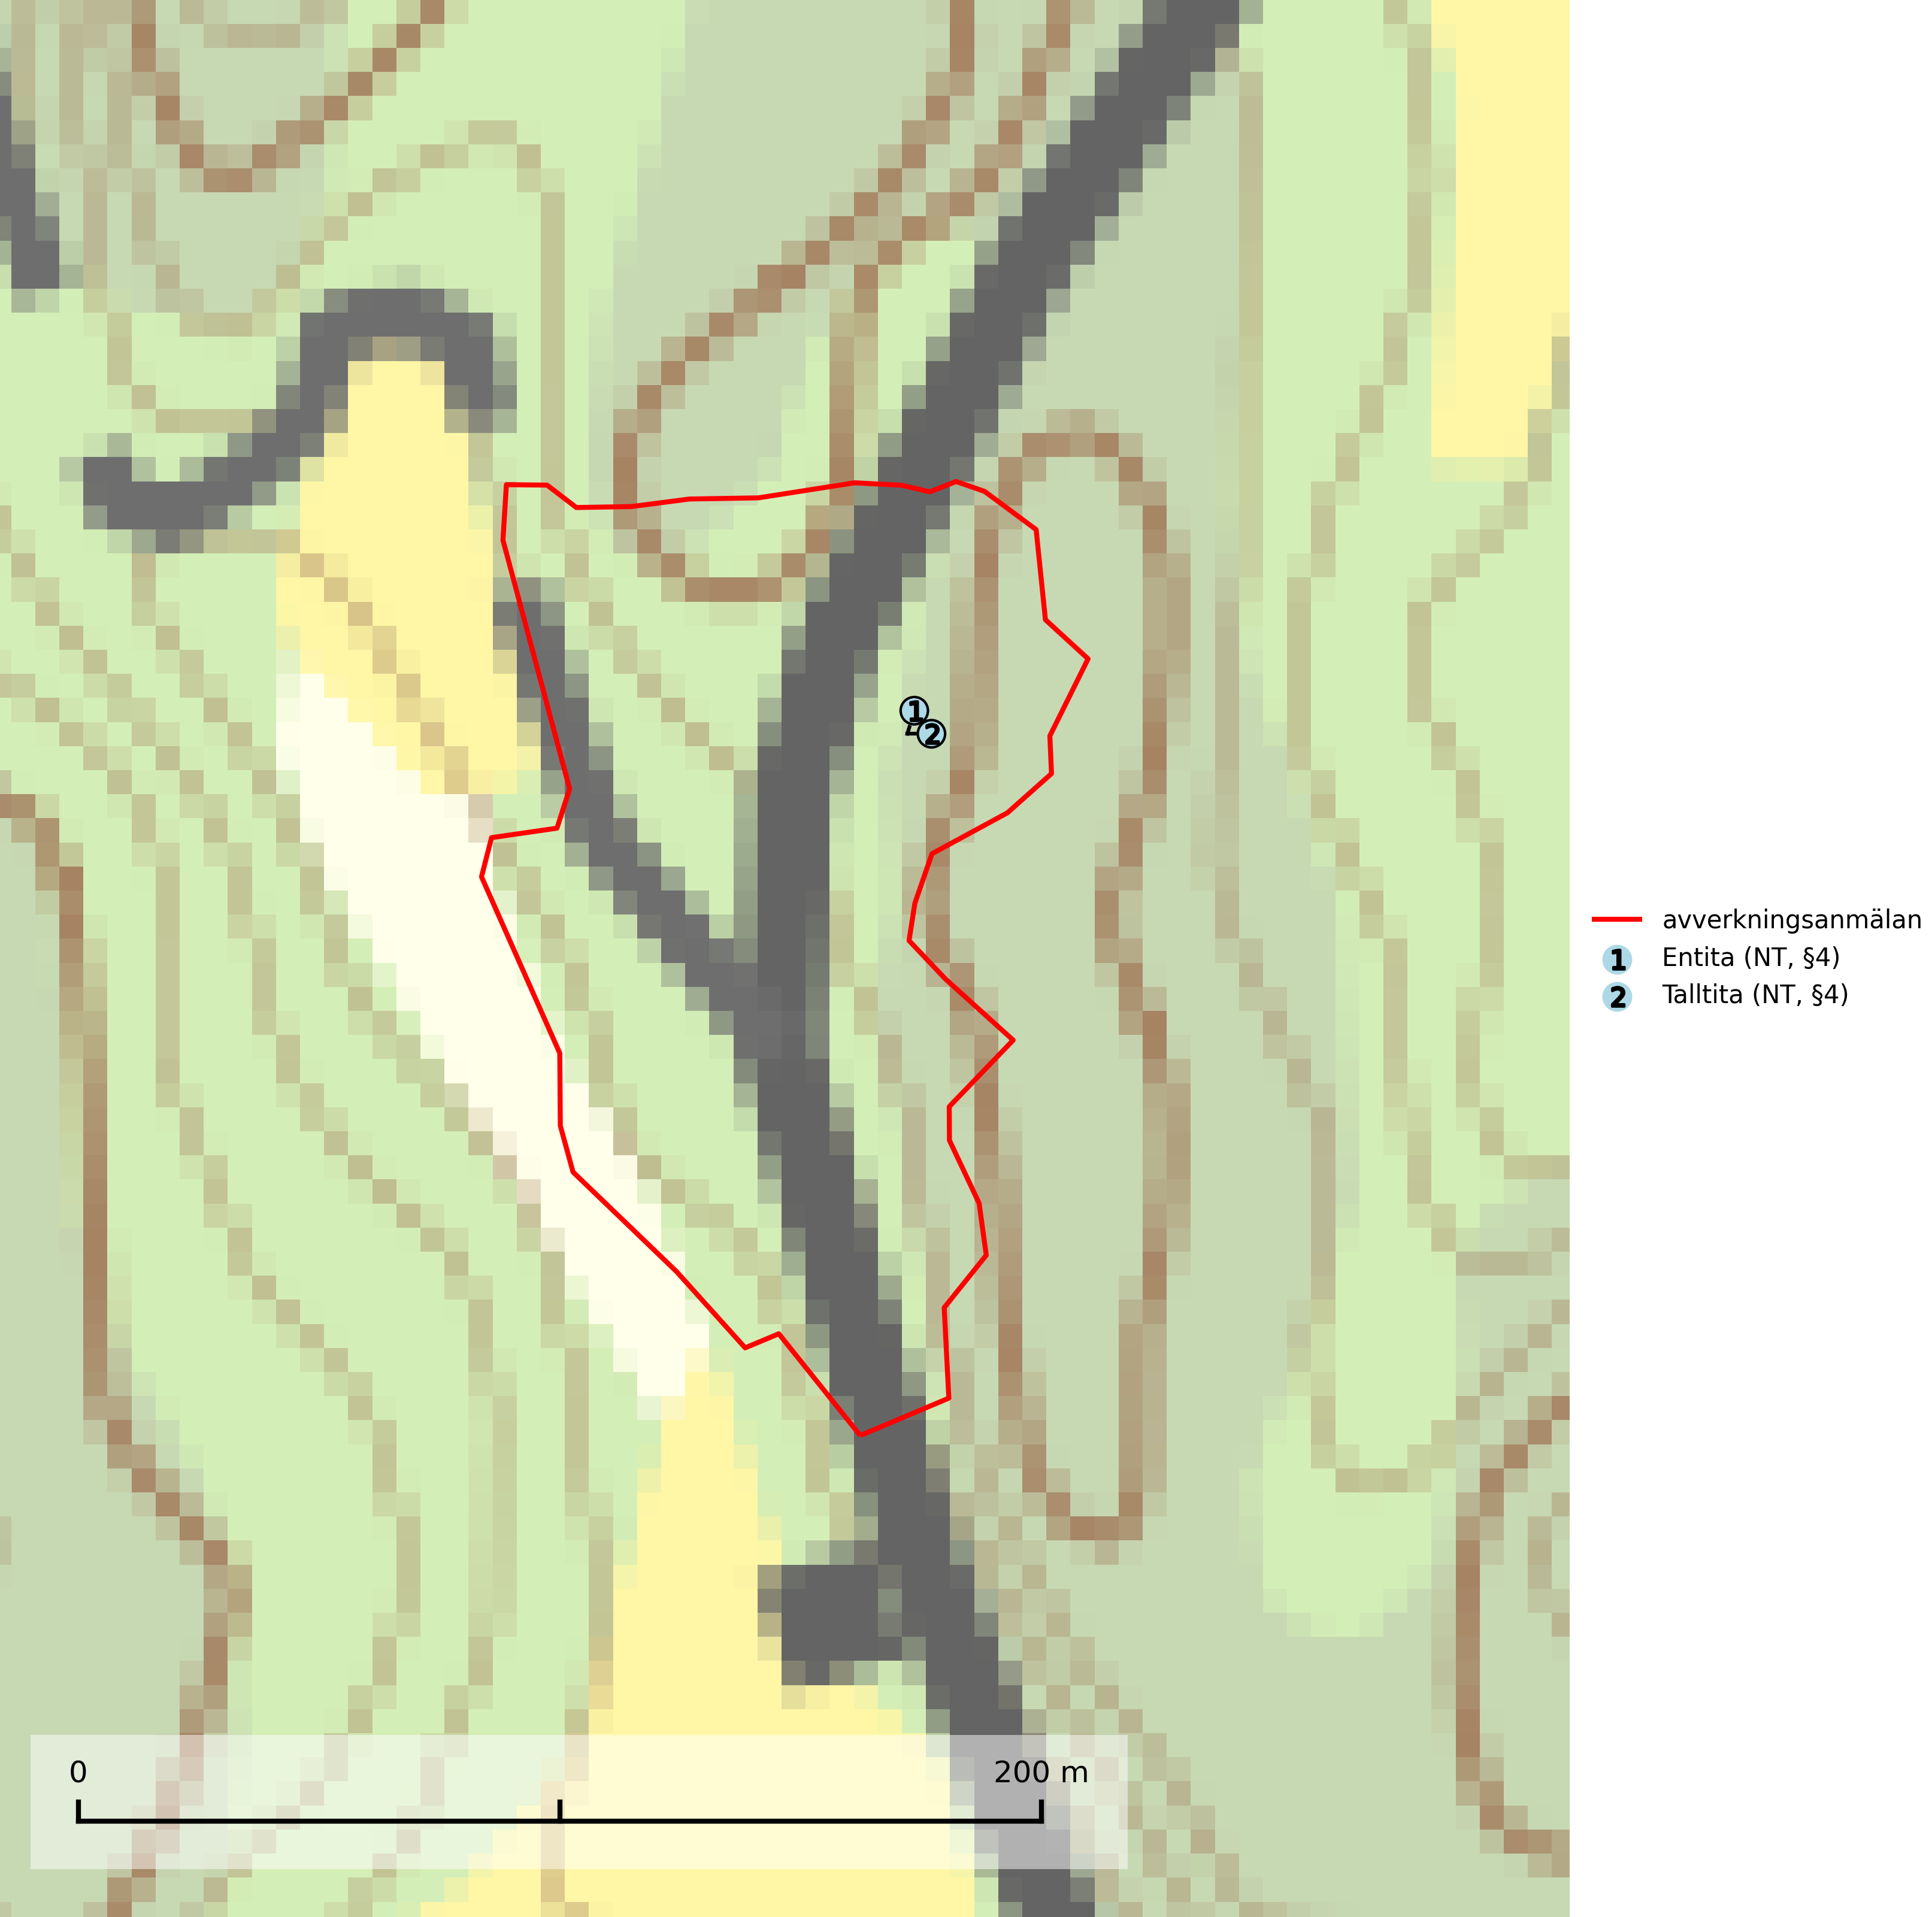 1
2
avverkningsanmälan
1 Entita (NT, §4)
2 Talltita (NT, §4)
0 200 m